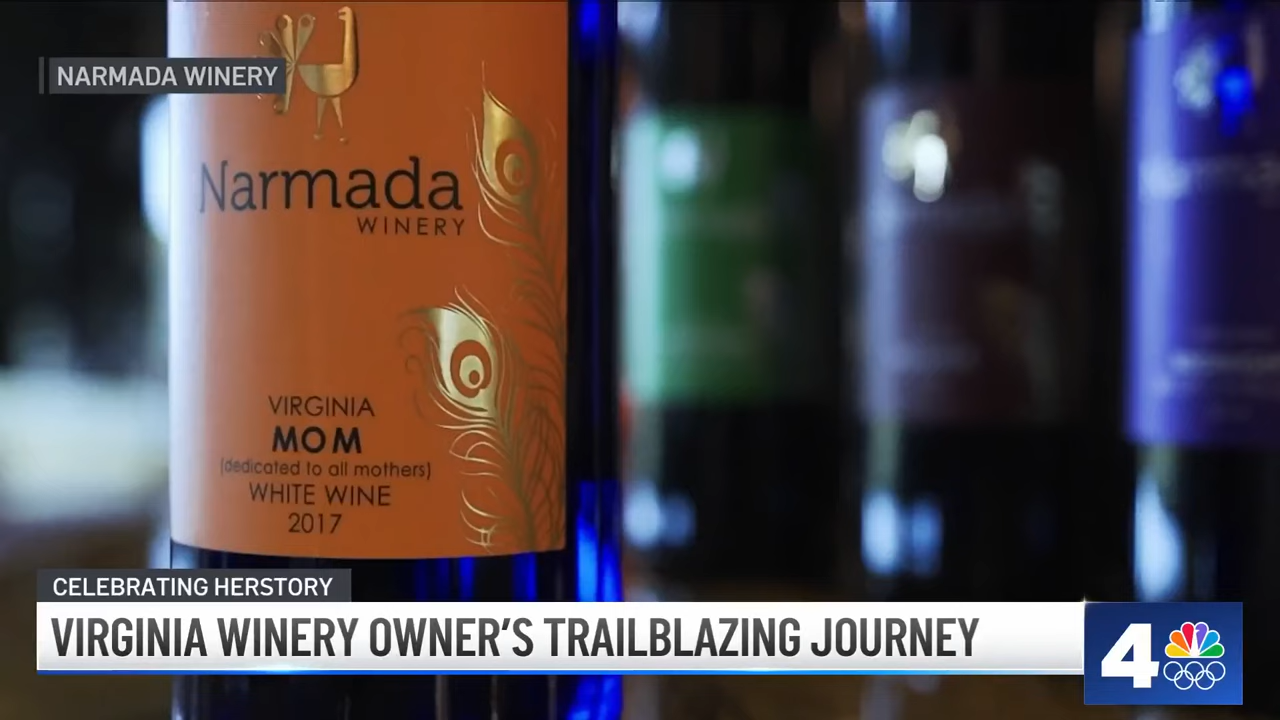 NARMADA WINERY
Narmada
WINERY
VIRGINIA
MOM
(dedicated to all mothers)
WHITE WINE
2017
CELEBRATING HERSTORY
VIRGINIA WINERY OWNER'S TRAILBLAZING JOURNEY
4